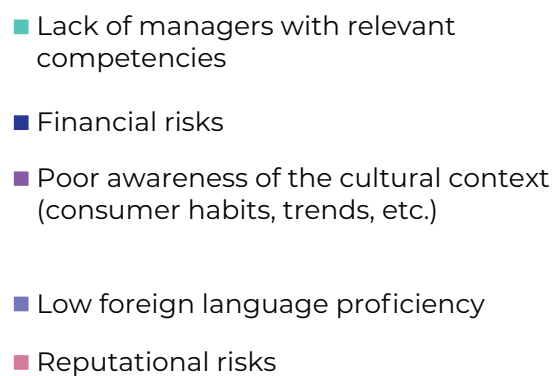 Lack of managers with relevant
competencies
Financial risks
Poor awareness of the cultural context
(consumer habits, trends, etc.)
Low foreign language proficiency
Reputational risks